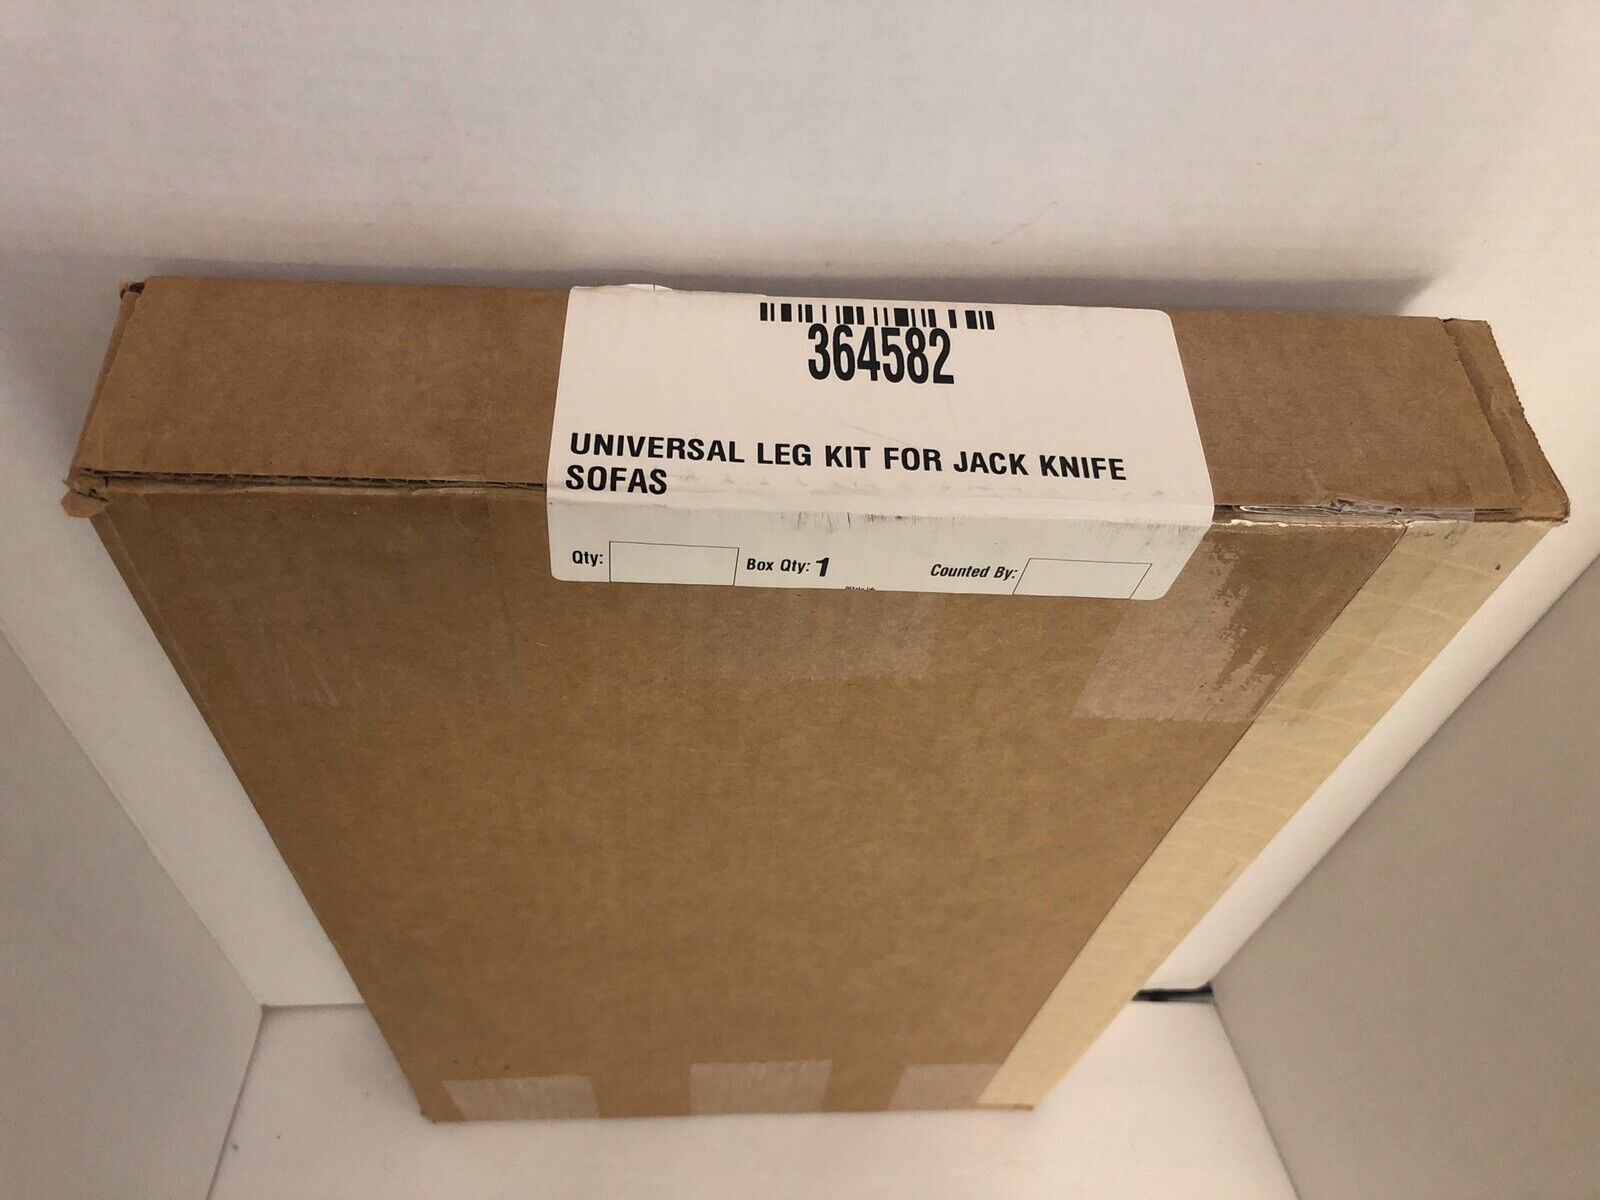 364582
UNIVERSAL LEG KIT FOR JACK KNIFE
SOFAS
Qty: Box Qty: 1 Counted By: